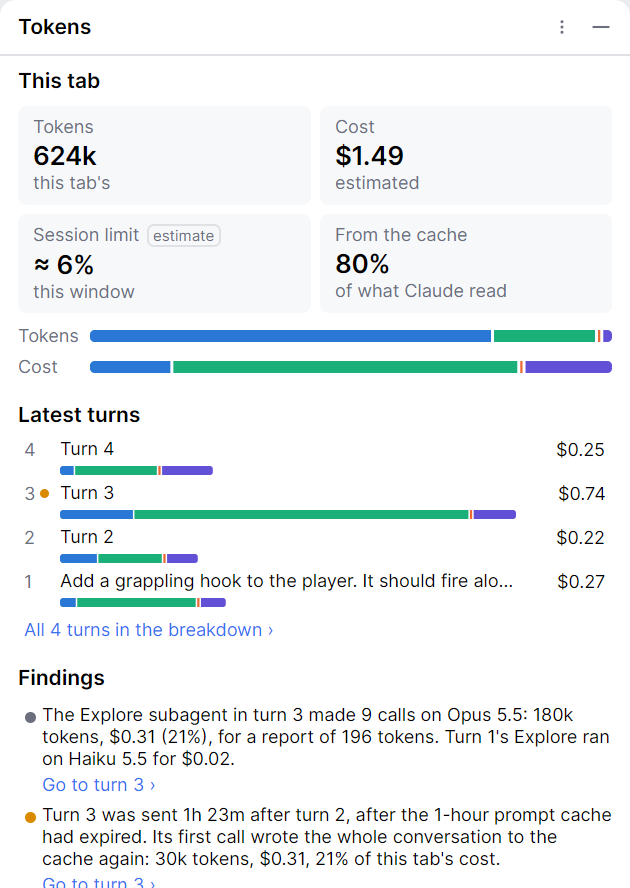 Tokens
This tab
Tokens
624k
this tab's
Cost
$1.49
estimated
Session limit estimate
≈ 6%
this window
From the cache
80%
of what Claude read
Tokens
Cost
Latest turns
4 Turn 4 $0.25
3 Turn 3 $0.74
2 Turn 2 $0.22
1 Add a grappling hook to the player. It should fire alo... $0.27
All 4 turns in the breakdown ›
Findings
The Explore subagent in turn 3 made 9 calls on Opus 5.5: 180k
tokens, $0.31 (21%), for a report of 196 tokens. Turn 1's Explore ran
on Haiku 5.5 for $0.02.
Go to turn 3 ›
Turn 3 was sent 1h 23m after turn 2, after the 1-hour prompt cache
had expired. Its first call wrote the whole conversation to the
cache again: 30k tokens, $0.31, 21% of this tab's cost.
Go to turn 3 ›